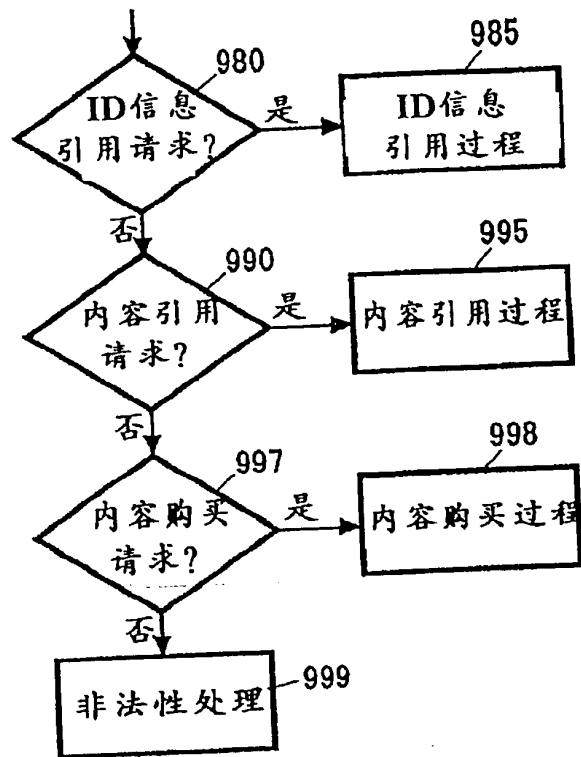 980
ID信息
引用请求?
是
985
ID信息
引用过程
否
990
内容引用
请求?
是
995
内容引用过程
否
997
内容购买
请求?
是
998
内容购买过程
否
非法性处理
999